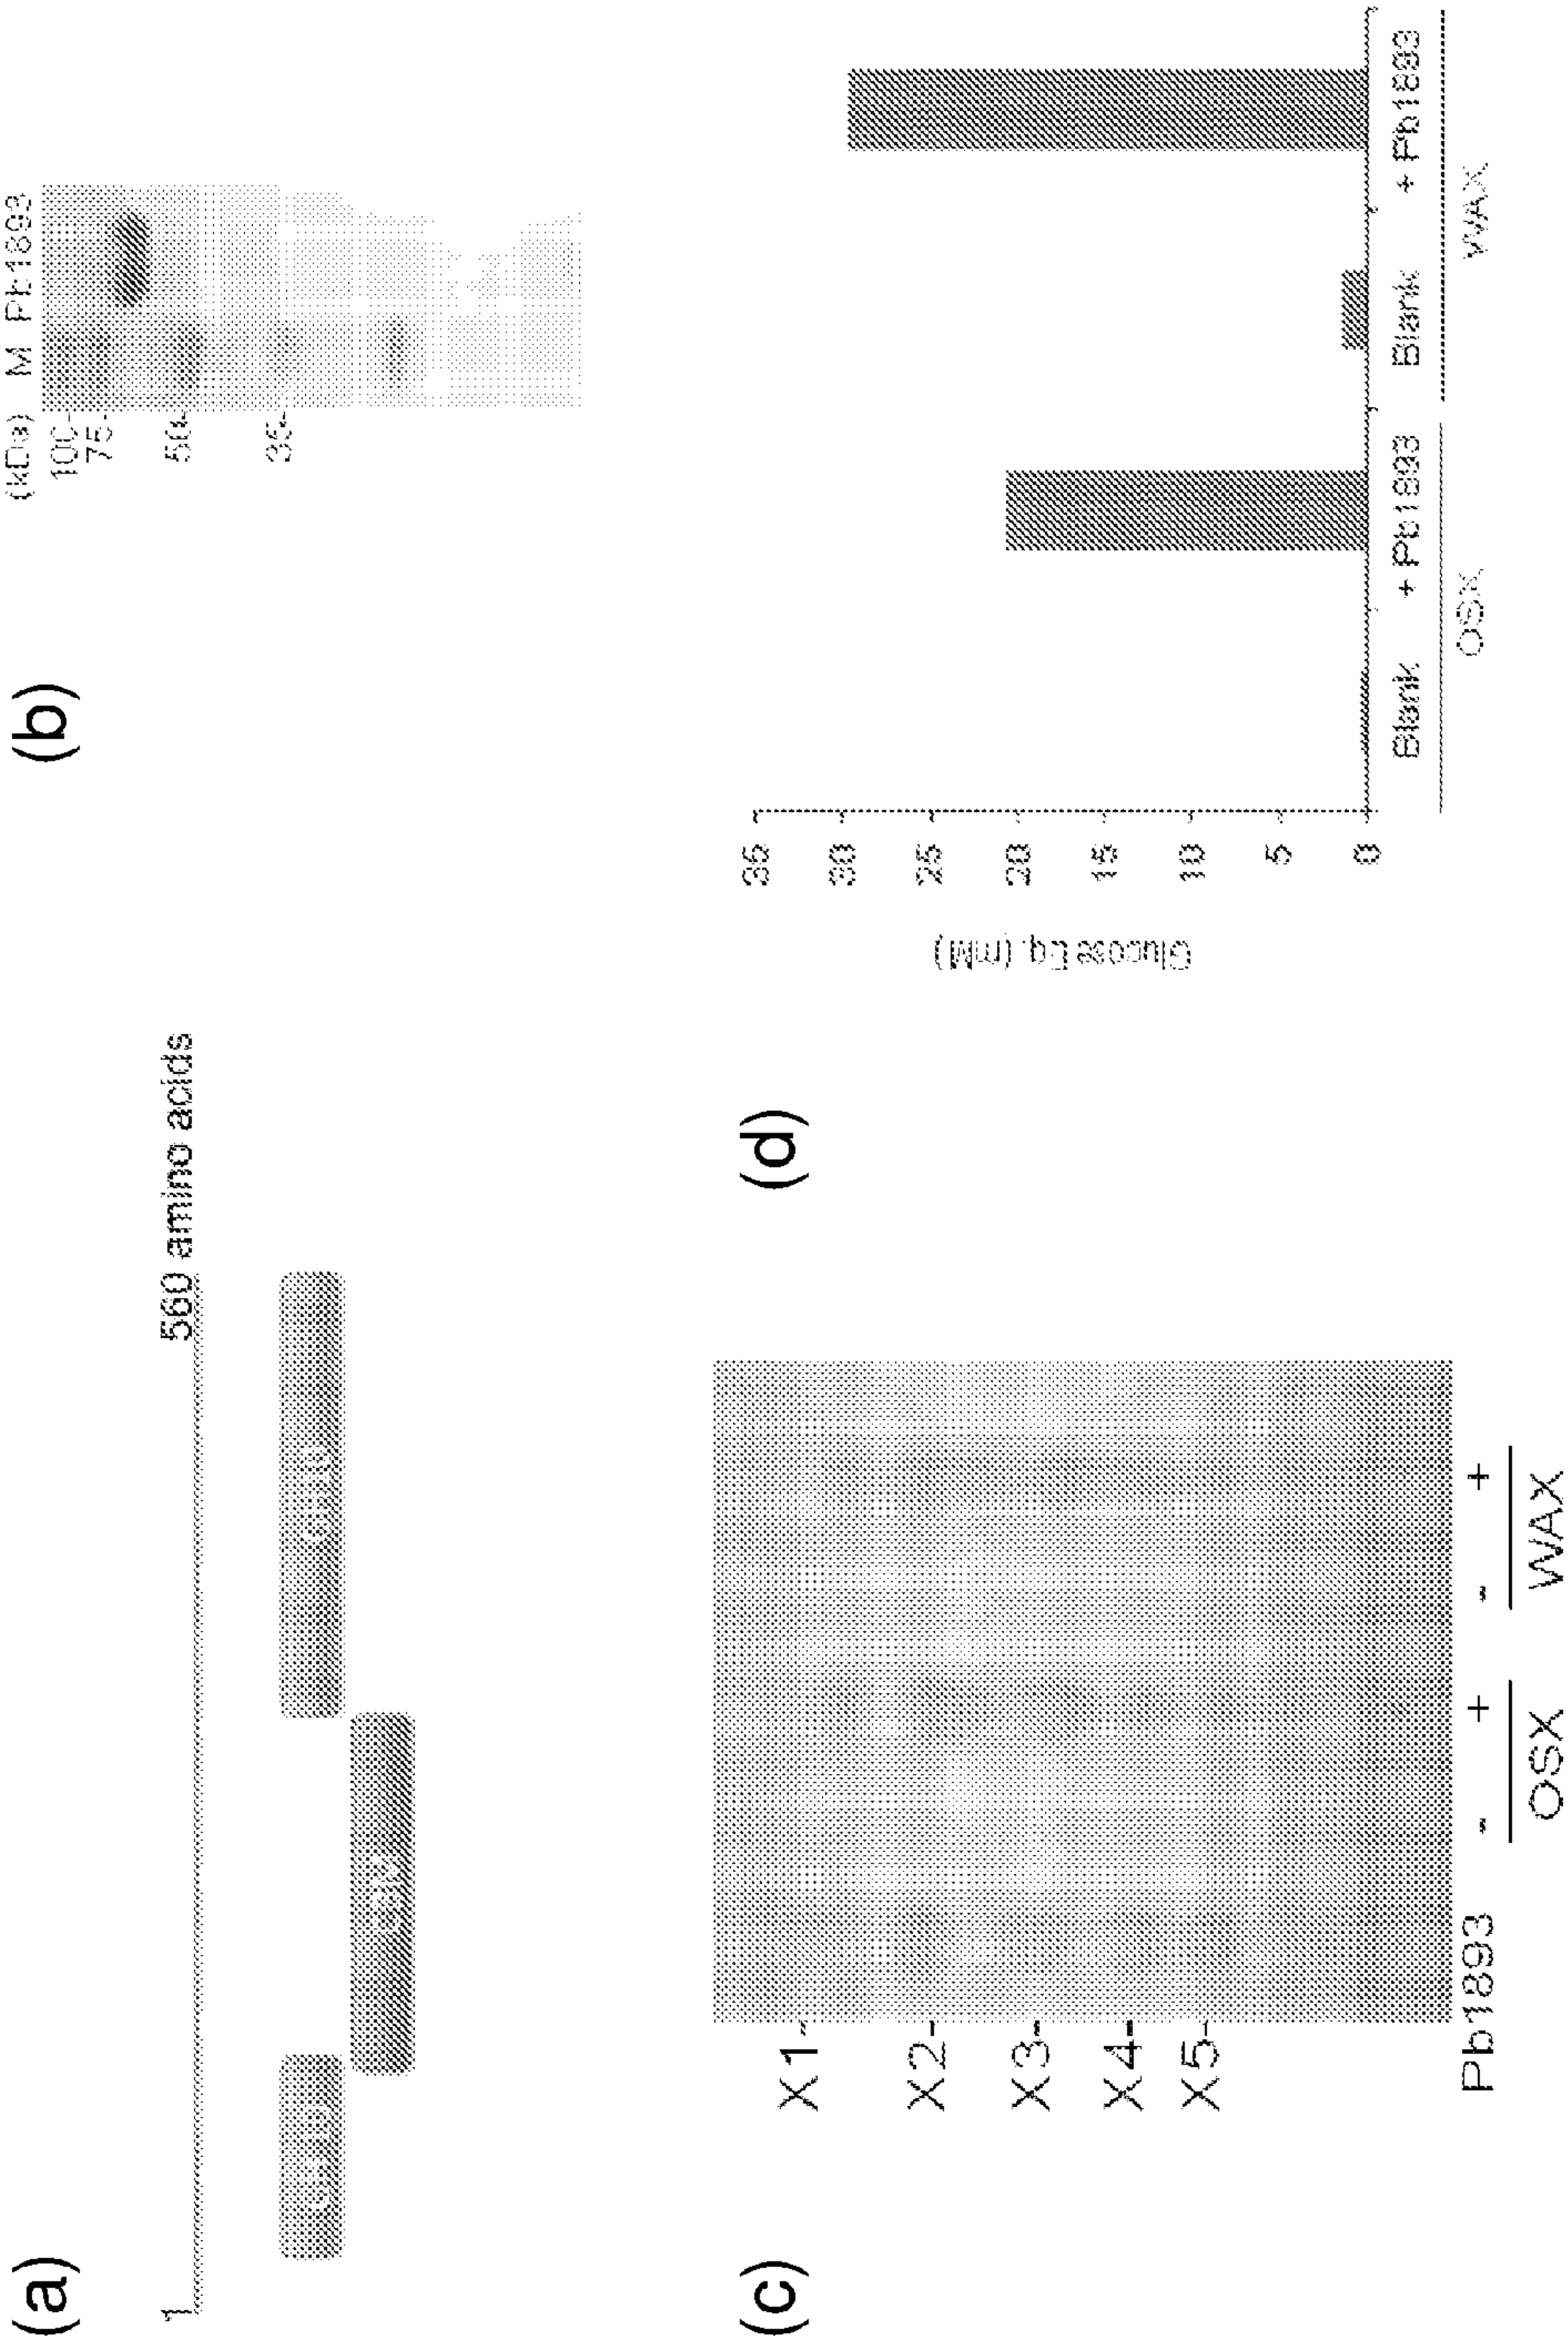 (a)
1
560 amino acids
(b)
(kDa) M Pb1893
100-
75-
50-
35-
(c)
X1-
X2-
X3-
X4-
X5-
Pb1893 - + - +
OSX WAX
(d)
Glucose Eq. (mM)
35
30
25
20
15
10
5
0
Blank + Pb1893 Blank + Pb1893
OSX WAX